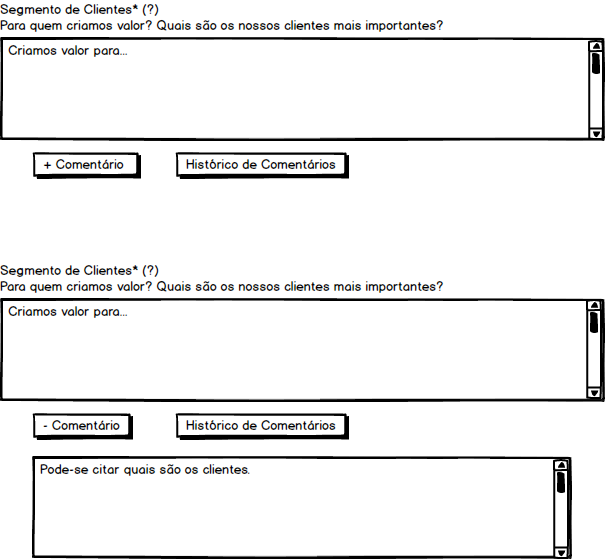 Segmento de Clientes* (?)
Para quem criamos valor? Quais são os nossos clientes mais importantes?
Criamos valor para...
+ Comentário
Histórico de Comentários
Segmento de Clientes* (?)
Para quem criamos valor? Quais são os nossos clientes mais importantes?
Criamos valor para...
- Comentário
Histórico de Comentários
Pode-se citar quais são os clientes.